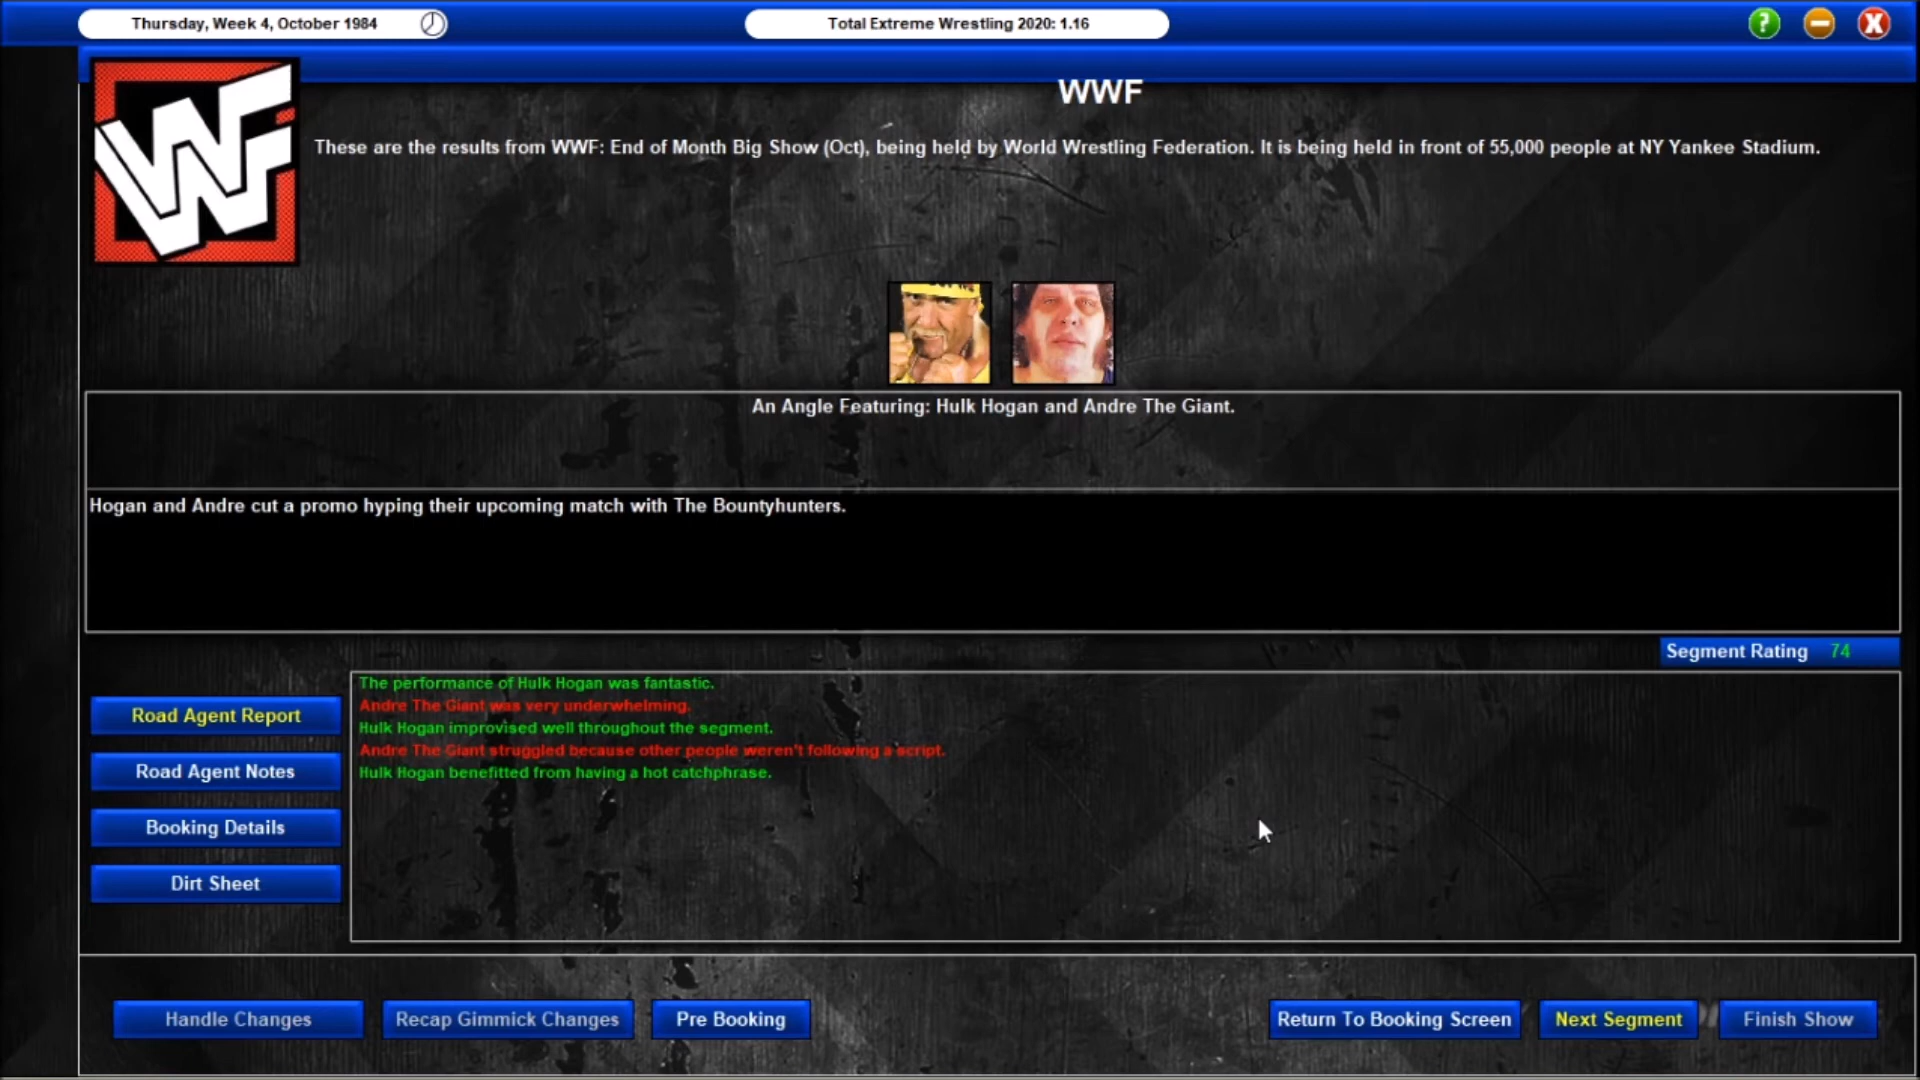 Thursday, Week 4, October 1984
Total Extreme Wrestling 2020: 1.16
?
X
WF
WWF
These are the results from WWF: End of Month Big Show (Oct), being held by World Wrestling Federation. It is being held in front of 55,000 people at NY Yankee Stadium.
An Angle Featuring: Hulk Hogan and Andre The Giant.
Hogan and Andre cut a promo hyping their upcoming match with The Bountyhunters.
Segment Rating 74
Road Agent Report
Road Agent Notes
Booking Details
Dirt Sheet
The performance of Hulk Hogan was fantastic.
Andre The Giant was very underwhelming.
Hulk Hogan improvised well throughout the segment.
Andre The Giant struggled because other people weren't following a script.
Hulk Hogan benefitted from having a hot catchphrase.
Handle Changes
Recap Gimmick Changes
Pre Booking
Return To Booking Screen
Next Segment
Finish Show